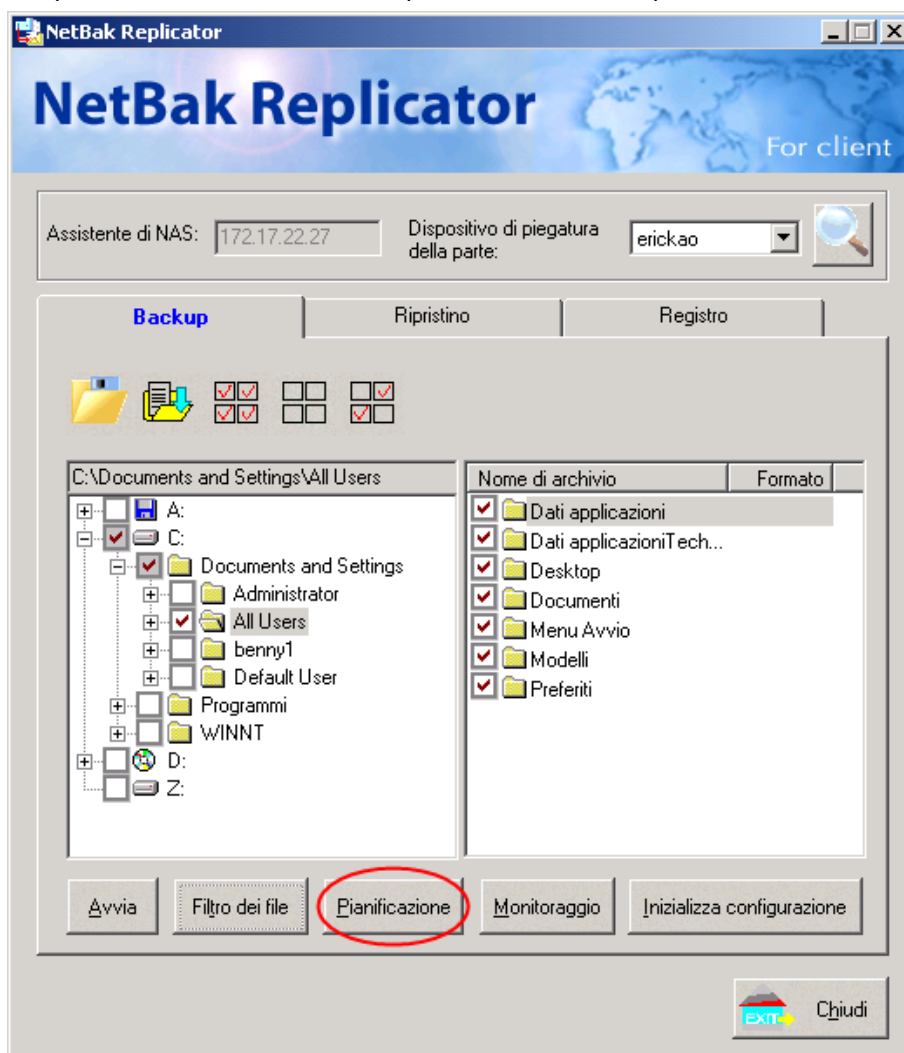 NetBak Replicator
NetBak Replicator
For client
Assistente di NAS: 172.17.22.27
Dispositivo di piegatura
della parte:
erickao
Backup
Ripristino
Registro
C:\Documents and Settings\All Users
A:
C:
Documents and Settings
Administrator
All Users
benny1
Default User
Programmi
WINNT
D:
Z:
Nome di archivio
Formato
Dati applicazioni
Dati applicazioniTech...
Desktop
Documenti
Menu Avvio
Modelli
Preferiti
Avvia
Filtro dei file
Pianificazione
Monitoraggio
Inizializza configurazione
EXIT
Chiudi